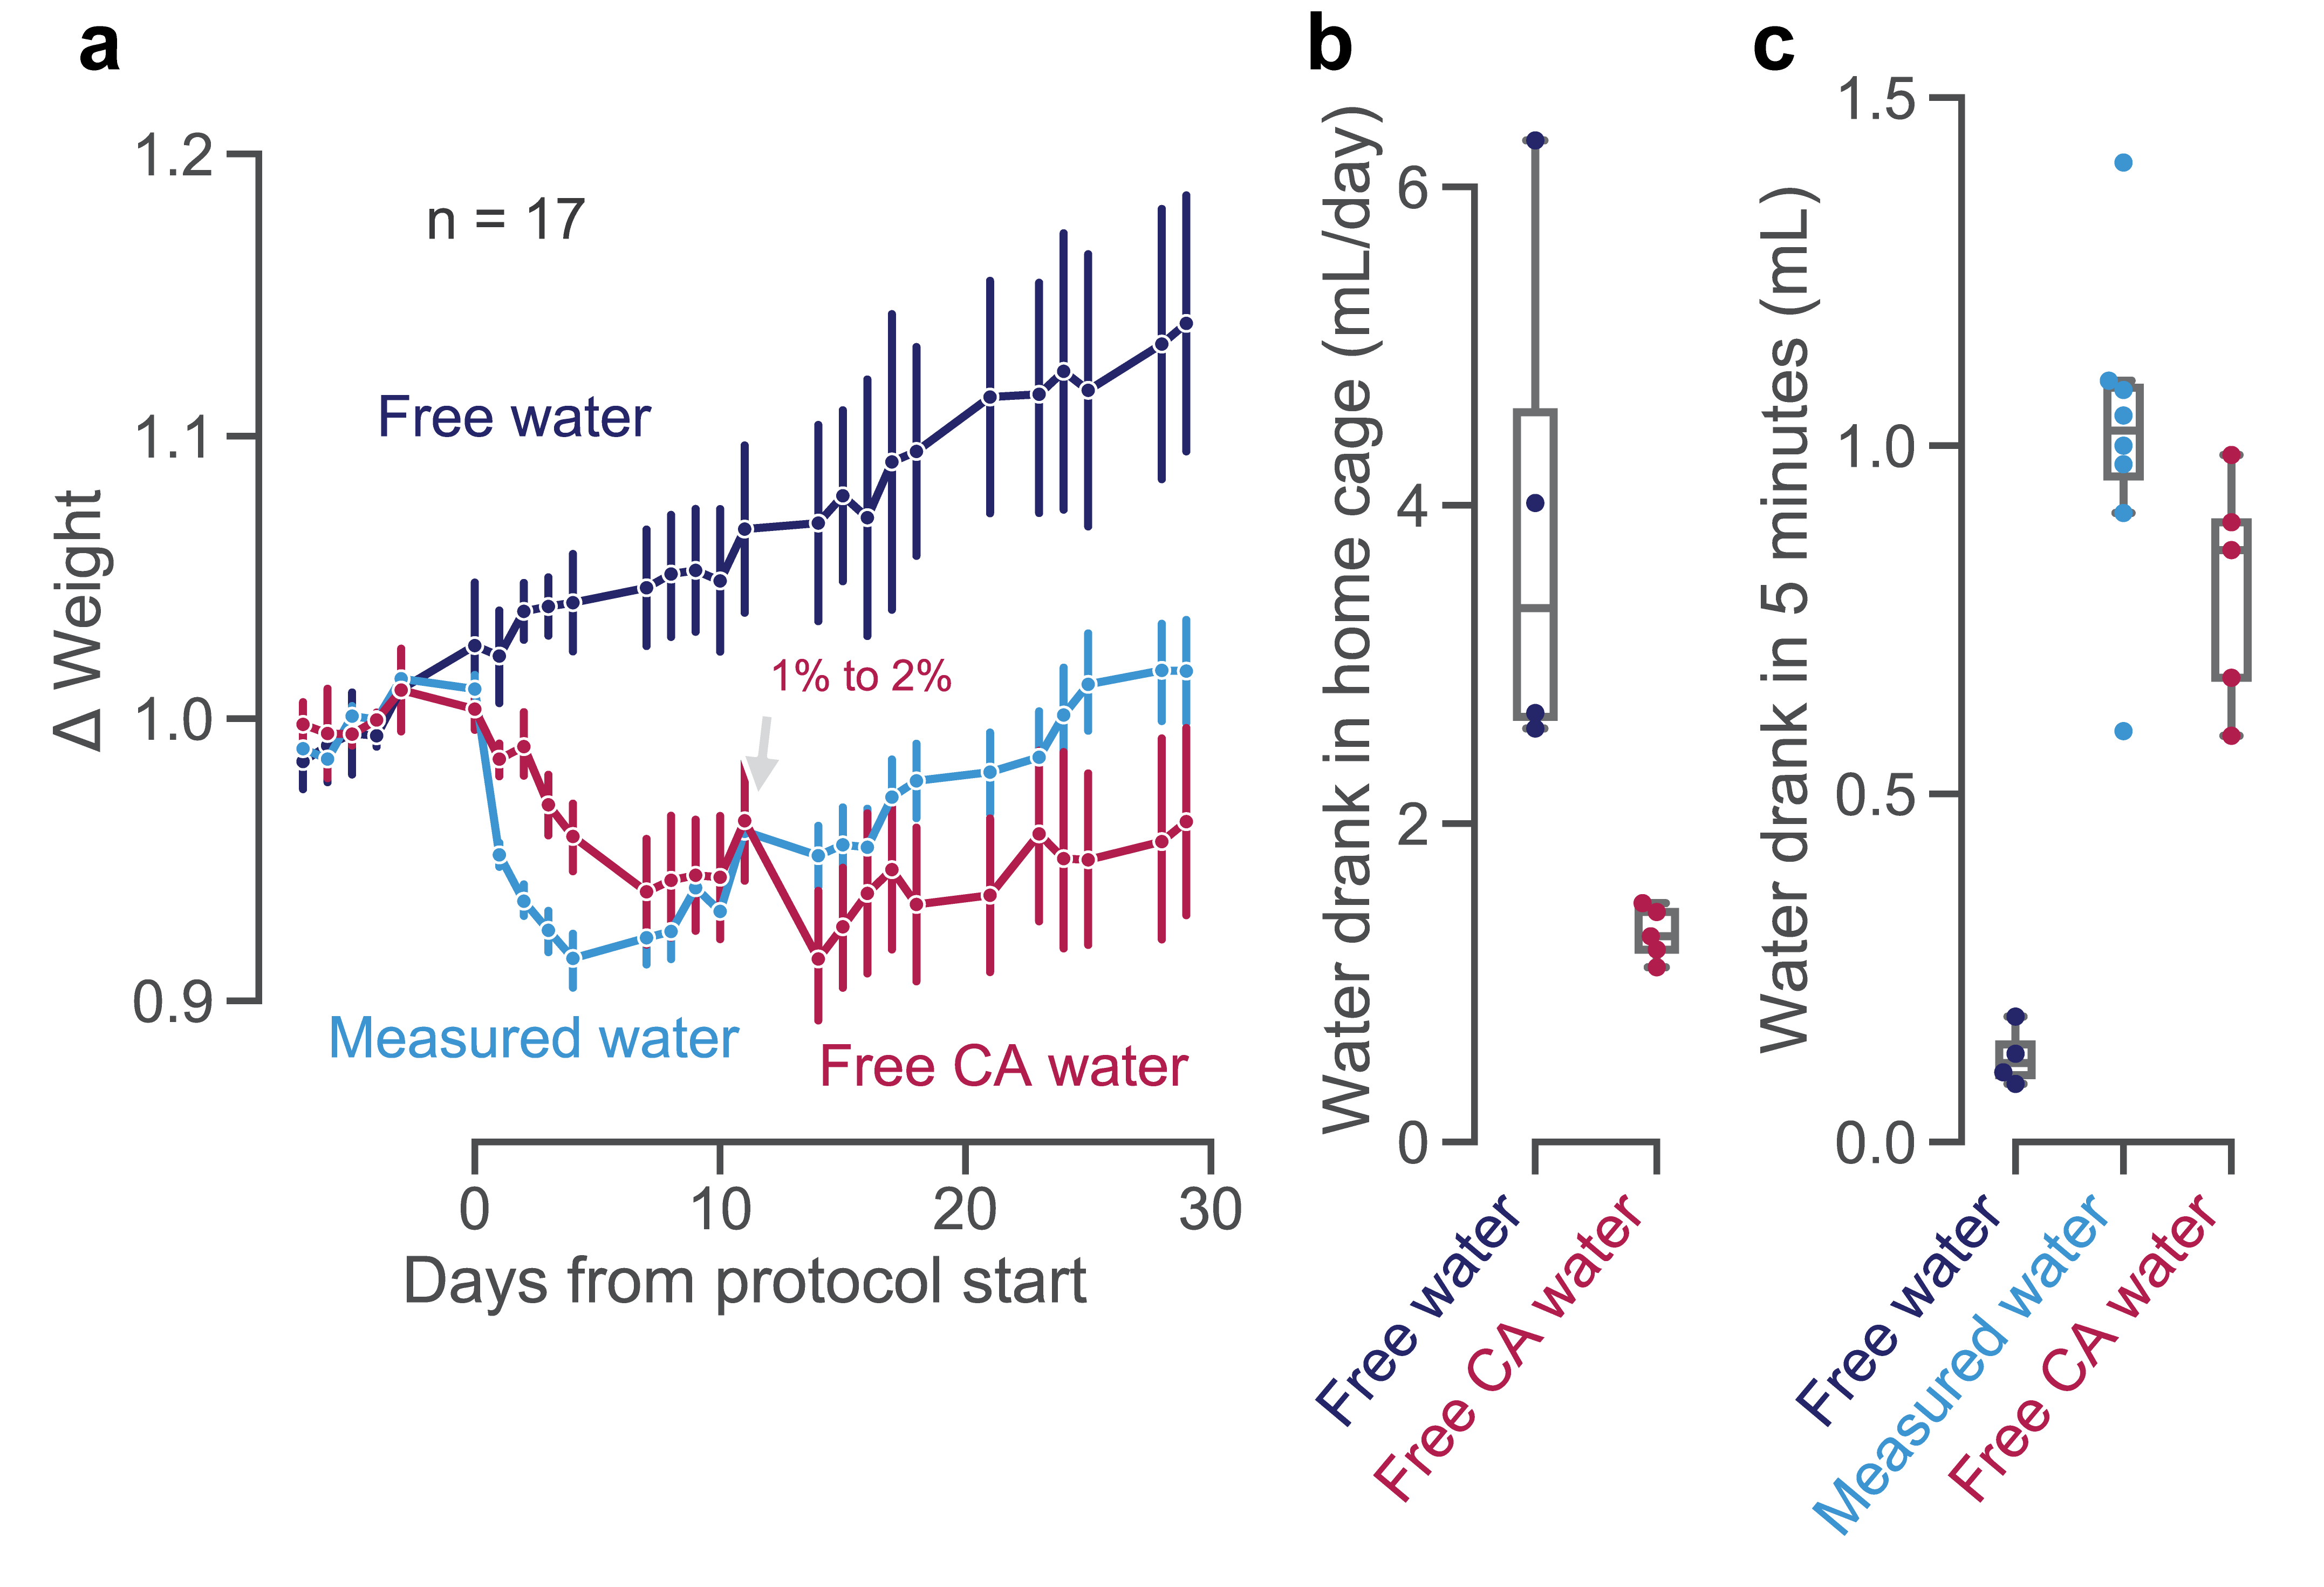 a
1.2
1.1
1.0
0.9
Δ Weight
n = 17
Free water
1% to 2%
Measured water
Free CA water
0
10
20
30
Days from protocol start
b
Water drank in home cage (mL/day)
6
4
2
0
Free water
Free CA water
c
Water drank in 5 minutes (mL)
1.5
1.0
0.5
0.0
Free water
Measured water
Free CA water